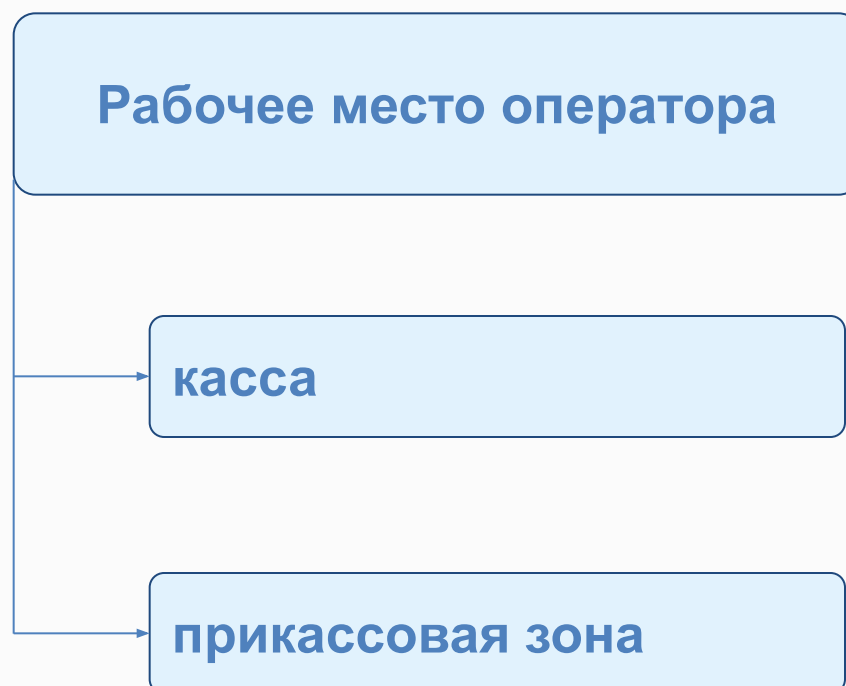 Рабочее место оператора
касса
прикассовая зона